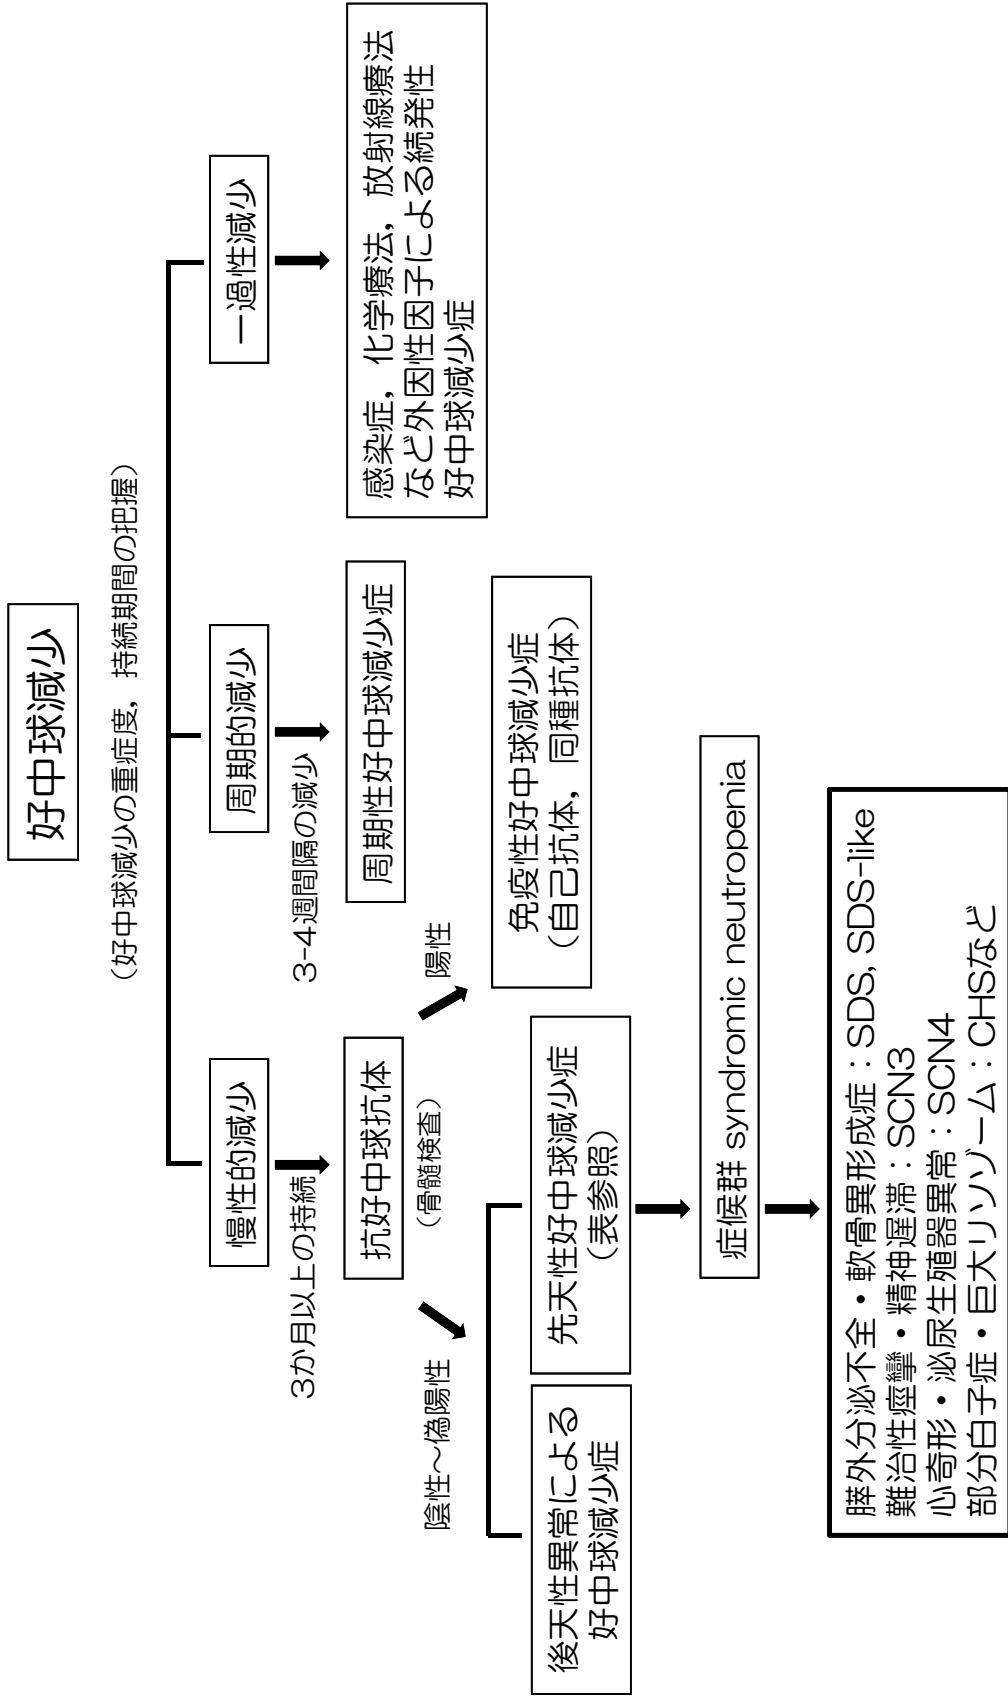 好中球減少
（好中球減少の重症度，持続期間の把握）
慢性的減少
周期的減少
一過性減少
3か月以上の持続
3-4週間隔の減少
抗好中球抗体
（骨髄検査）
周期性好中球減少症
感染症，化学療法，放射線療法
など外因性因子による続発性
好中球減少症
陰性～偽陽性
陽性
後天性異常による
好中球減少症
先天性好中球減少症
（表参照）
免疫性好中球減少症
（自己抗体，同種抗体）
症候群 syndromic neutropenia
膵外分泌不全・軟骨異形成症：SDS, SDS-like
難治性痙攣・精神遅滞：SCN3
心奇形・泌尿生殖器異常：SCN4
部分白子症・巨大リソソーム：CHSなど